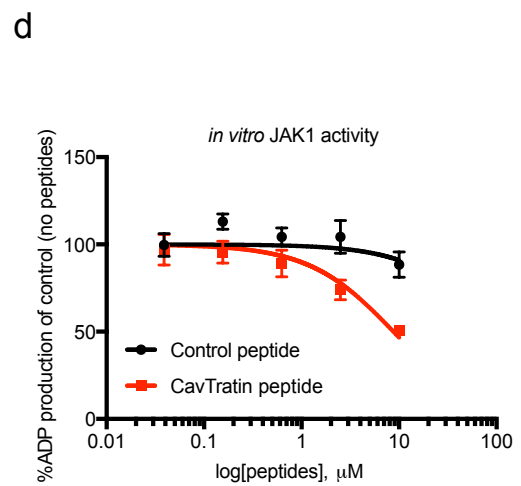 d
in vitro JAK1 activity
%ADP production of control (no peptides)
150
100
50
0
Control peptide
CavTratin peptide
0.01
0.1
1
10
100
log[peptides], μM